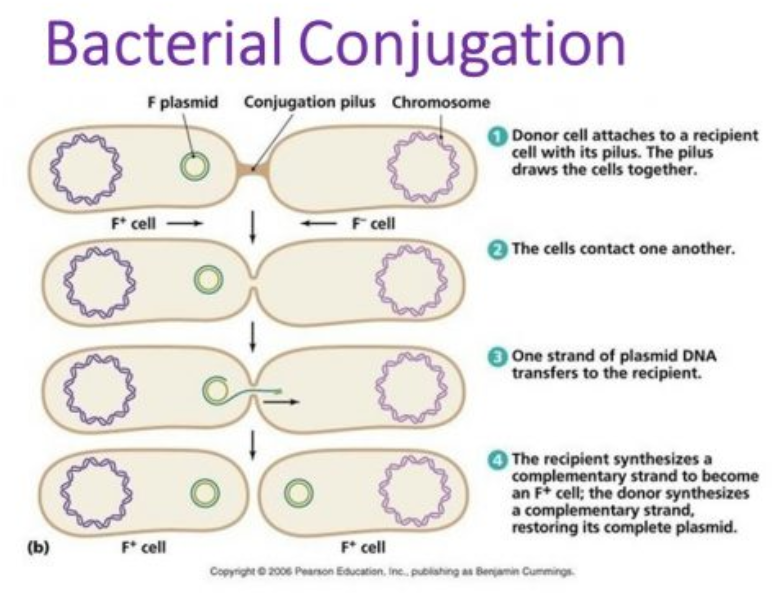 Bacterial Conjugation
F plasmid Conjugation pilus Chromosome
1 Donor cell attaches to a recipient
cell with its pilus. The pilus
draws the cells together.
F⁺ cell F⁻ cell
2 The cells contact one another.
3 One strand of plasmid DNA
transfers to the recipient.
4 The recipient synthesizes a
complementary strand to become
an F⁺ cell; the donor synthesizes
a complementary strand,
restoring its complete plasmid.
(b) F⁺ cell F⁺ cell
Copyright © 2006 Pearson Education, Inc., publishing as Benjamin Cummings.